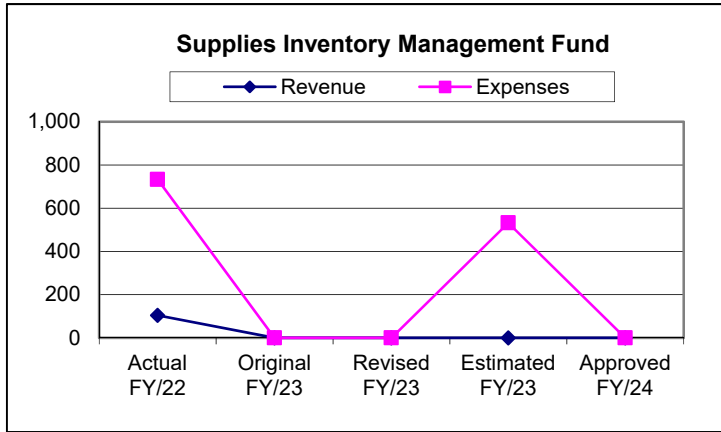 Supplies Inventory Management Fund
Revenue Expenses
1,000
800
600
400
200
0
Actual Original Revised Estimated Approved
FY/22 FY/23 FY/23 FY/23 FY/24